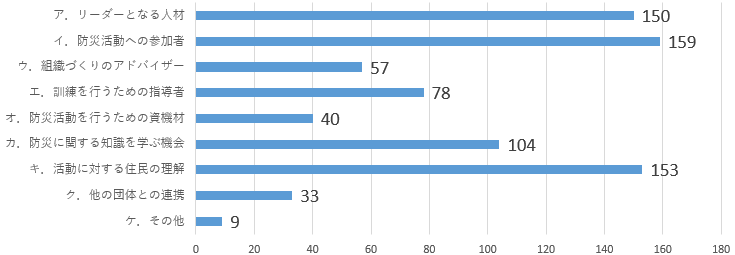 ア．リーダーとなる人材 150
イ．防災活動への参加者 159
ウ．組織づくりのアドバイザー 57
エ．訓練を行うための指導者 78
オ．防災活動を行うための資機材 40
カ．防災に関する知識を学ぶ機会 104
キ．活動に対する住民の理解 153
ク．他の団体との連携 33
ケ．その他 9
0 20 40 60 80 100 120 140 160 180